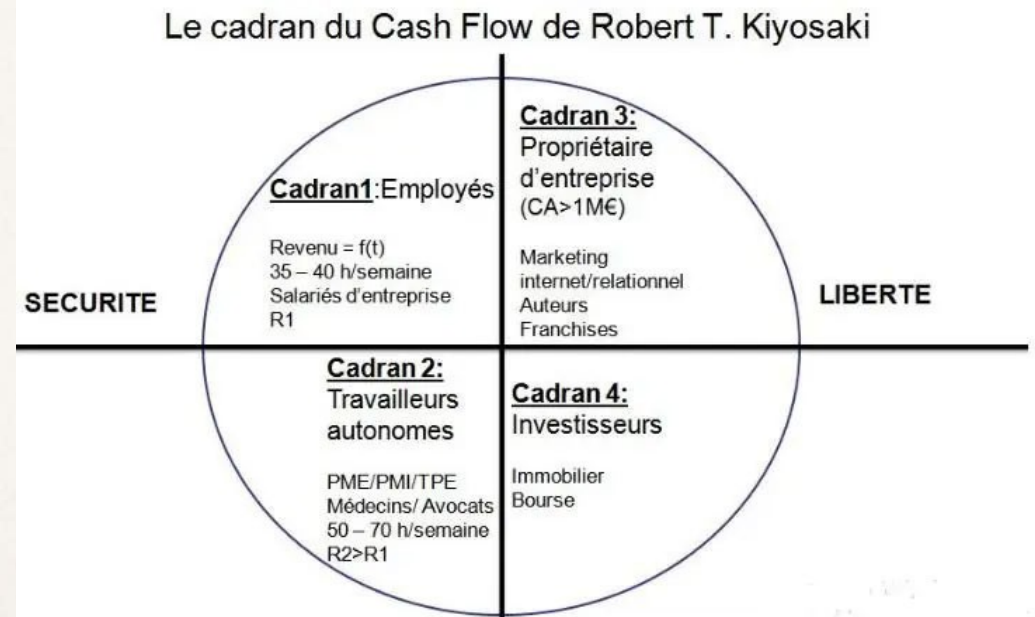 Le cadran du Cash Flow de Robert T. Kiyosaki
Cadran1:Employés
Revenu = f(t)
35 – 40 h/semaine
Salariés d'entreprise
R1
Cadran 3:
Propriétaire
d'entreprise
(CA>1M€)
Marketing
internet/relationnel
Auteurs
Franchises
SECURITE
LIBERTE
Cadran 2:
Travailleurs
autonomes
PME/PMI/TPE
Médecins/ Avocats
50 – 70 h/semaine
R2>R1
Cadran 4:
Investisseurs
Immobilier
Bourse